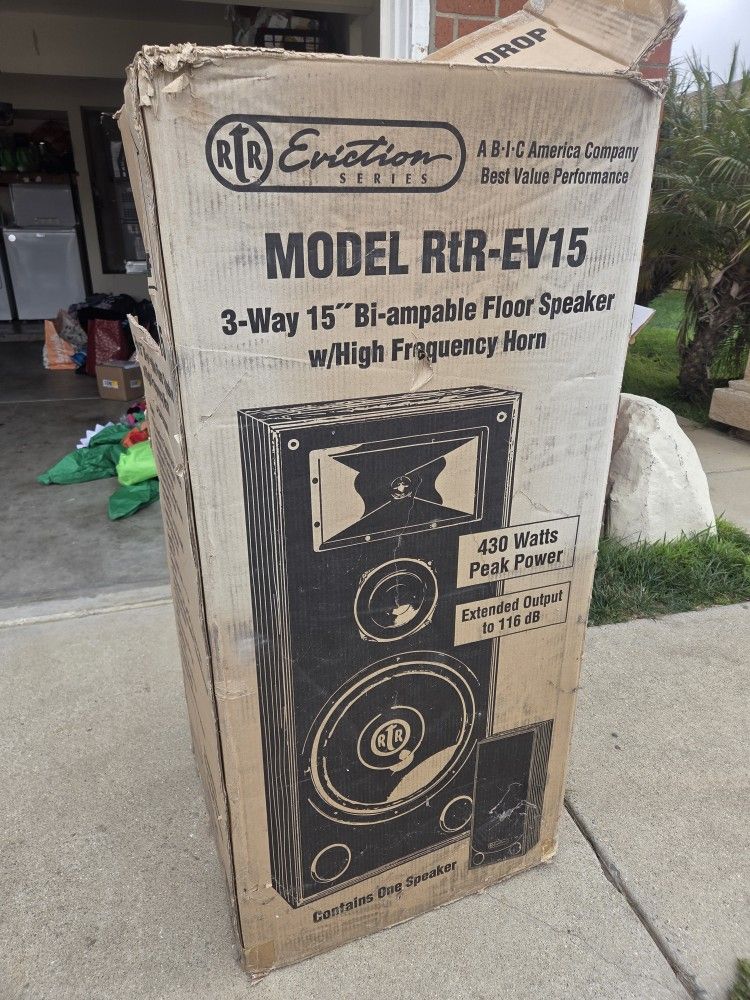 DROP
RtR Eviction
SERIES
A B·I·C America Company
Best Value Performance
MODEL RtR-EV15
3-Way 15″ Bi-ampable Floor Speaker
w/High Frequency Horn
430 Watts
Peak Power
Extended Output
to 116 dB
RtR
Contains One Speaker